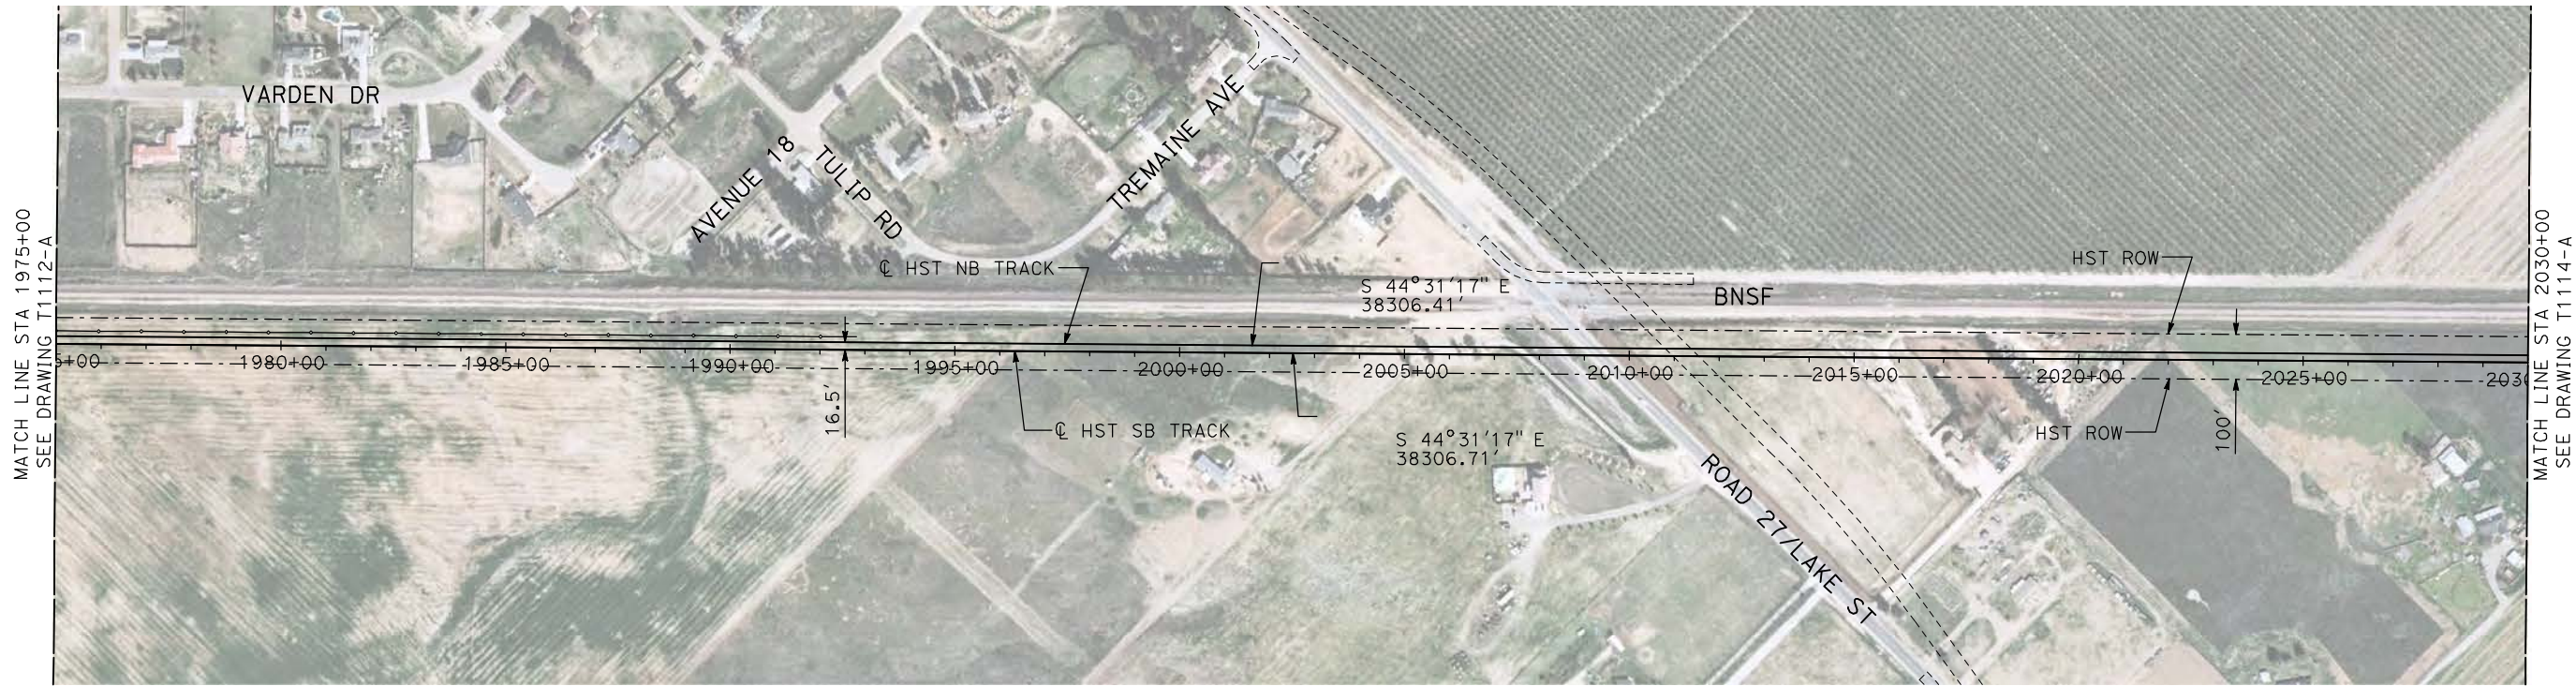 VARDEN DR
AVENUE 18
TULIP RD
TREMAINE AVE
MATCH LINE STA 1975+00
SEE DRAWING T1112-A
℄ HST NB TRACK
S 44°31'17" E
38306.41'
BNSF
HST ROW
MATCH LINE STA 2030+00
SEE DRAWING T1114-A
5+00
1980+00
1985+00
1990+00
1995+00
2000+00
2005+00
2010+00
2015+00
2020+00
2025+00
2030
16.5'
℄ HST SB TRACK
S 44°31'17" E
38306.71'
HST ROW
100'
ROAD 27/LAKE ST